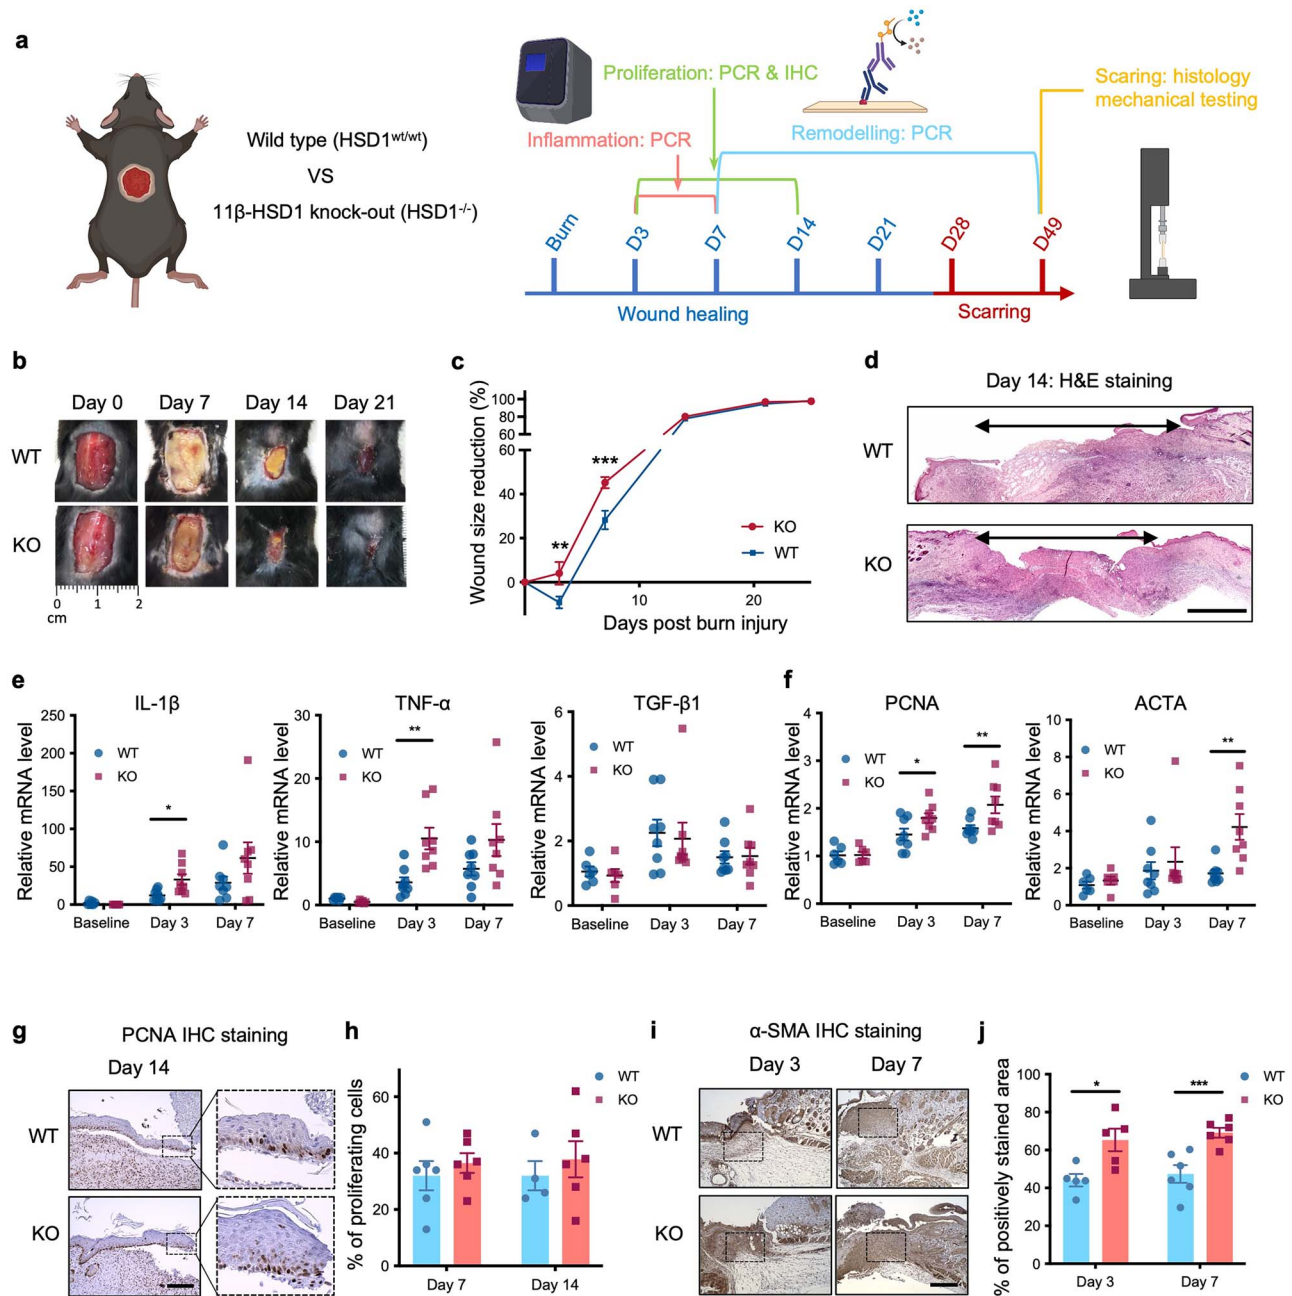 a
Proliferation: PCR & IHC
Scaring: histology
mechanical testing
Inflammation: PCR
Remodelling: PCR
Wild type (HSD1wt/wt)
VS
11β-HSD1 knock-out (HSD1-/-)
Burn
D3
D7
D14
D21
D28
D49
Wound healing
Scarring
b
Day 0
Day 7
Day 14
Day 21
WT
KO
0
1
2
cm
c
Wound size reduction (%)
100
80
60
60
40
20
0
**
***
KO
WT
10
20
Days post burn injury
d
Day 14: H&E staining
WT
KO
e
IL-1β
Relative mRNA level
250
200
150
100
50
0
WT
KO
*
Baseline
Day 3
Day 7
TNF-α
Relative mRNA level
30
20
10
0
WT
KO
**
Baseline
Day 3
Day 7
TGF-β1
Relative mRNA level
6
4
2
0
WT
KO
Baseline
Day 3
Day 7
f
PCNA
Relative mRNA level
4
3
2
1
0
WT
KO
*
**
Baseline
Day 3
Day 7
ACTA
Relative mRNA level
10
8
6
4
2
0
WT
KO
**
Baseline
Day 3
Day 7
g
PCNA IHC staining
Day 14
WT
KO
h
% of proliferating cells
60
40
20
0
WT
KO
Day 7
Day 14
i
α-SMA IHC staining
Day 3
Day 7
WT
KO
j
% of positively stained area
100
80
60
40
20
0
*
***
WT
KO
Day 3
Day 7